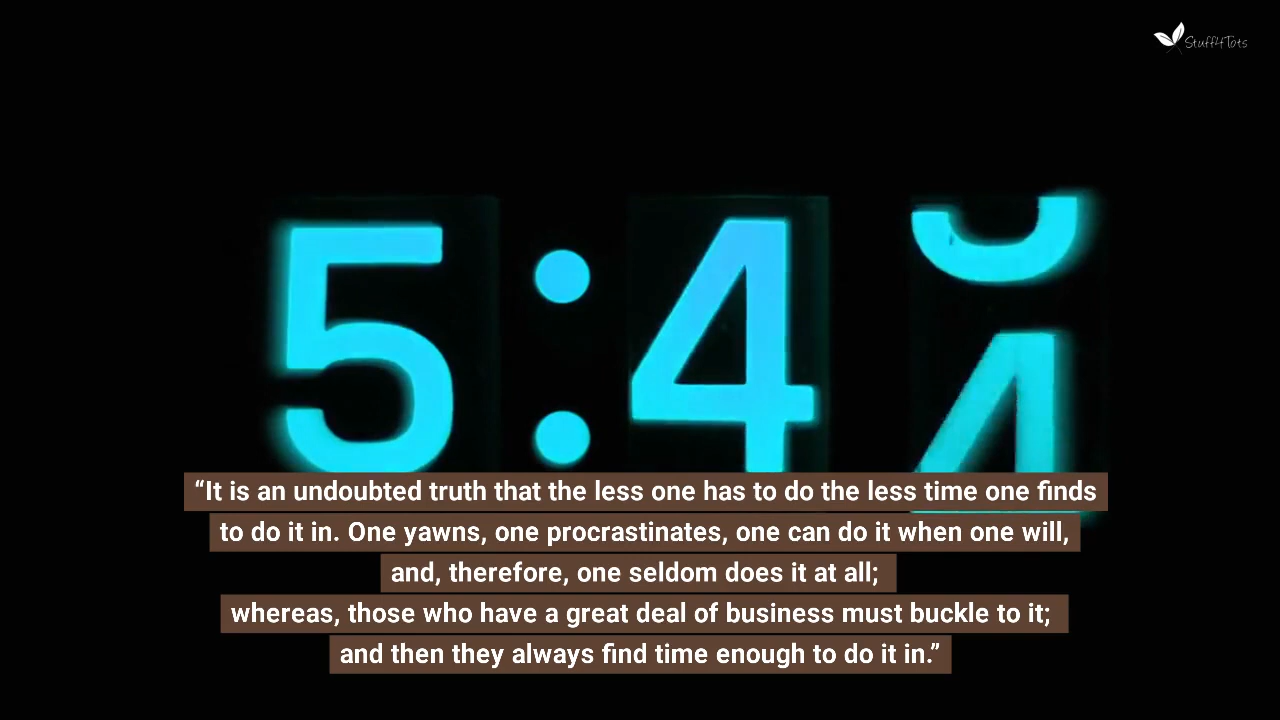 Stuff4Tots
5:4
“It is an undoubted truth that the less one has to do the less time one finds
to do it in. One yawns, one procrastinates, one can do it when one will,
and, therefore, one seldom does it at all;
whereas, those who have a great deal of business must buckle to it;
and then they always find time enough to do it in.”